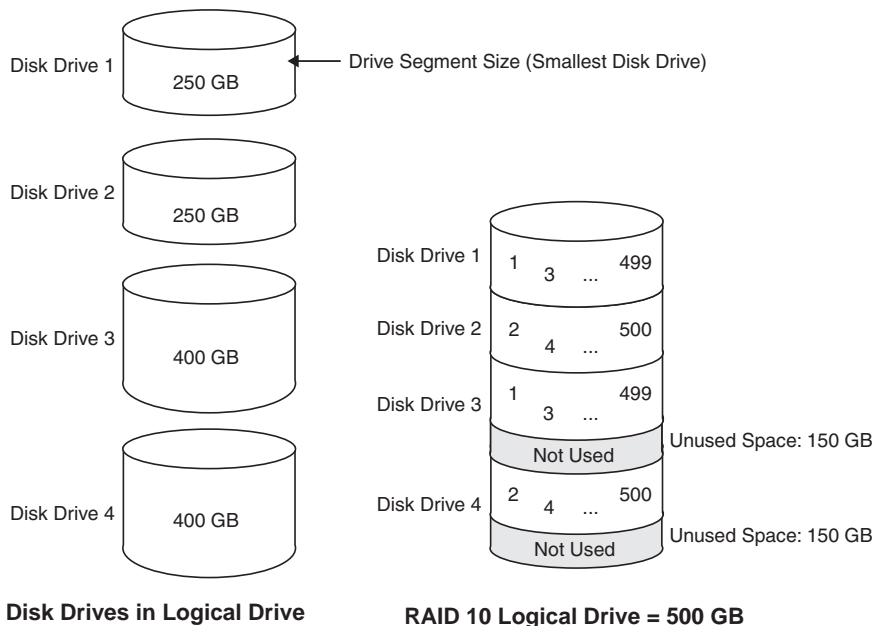 Disk Drive 1
250 GB
Drive Segment Size (Smallest Disk Drive)
Disk Drive 2
250 GB
Disk Drive 3
400 GB
Disk Drive 4
400 GB
Disk Drives in Logical Drive
Disk Drive 1
1 3 ... 499
Disk Drive 2
2 4 ... 500
Disk Drive 3
1 3 ... 499
Not Used
Unused Space: 150 GB
Disk Drive 4
2 4 ... 500
Not Used
Unused Space: 150 GB
RAID 10 Logical Drive = 500 GB